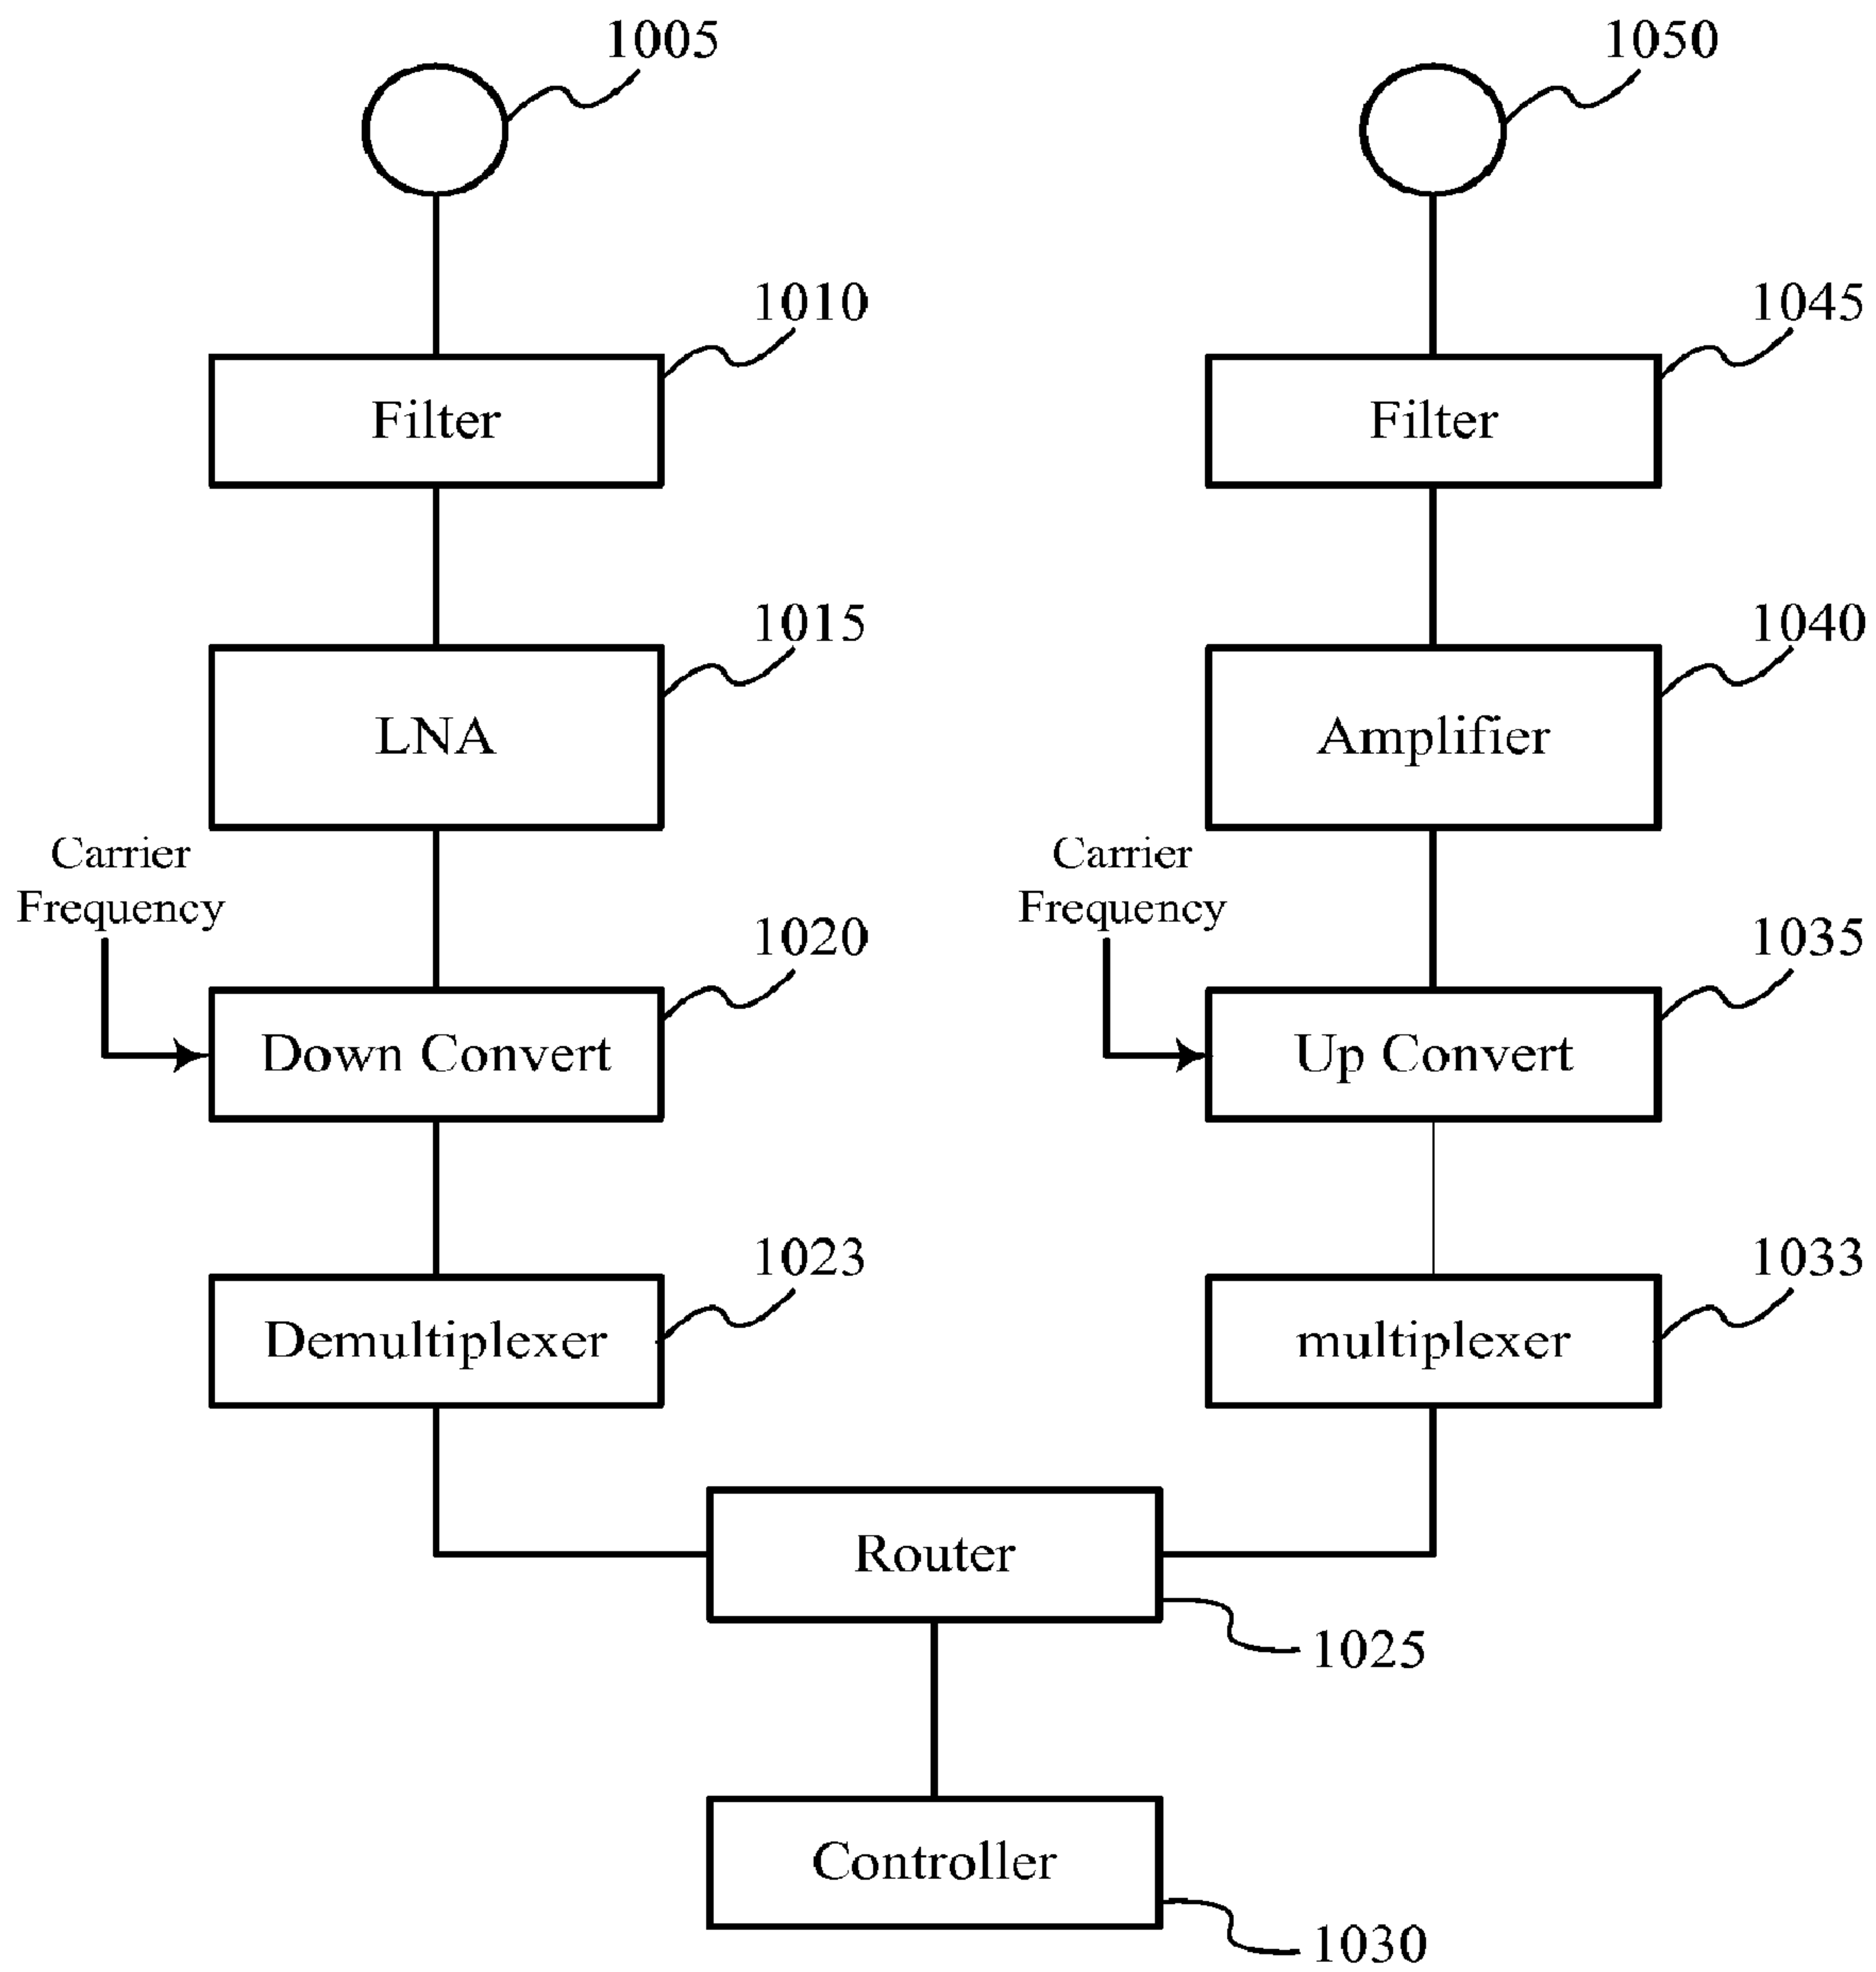 1005
1050
1010
1045
Filter
Filter
1015
1040
LNA
Amplifier
Carrier
Frequency
Carrier
Frequency
1020
1035
Down Convert
Up Convert
1023
1033
Demultiplexer
multiplexer
Router
1025
Controller
1030